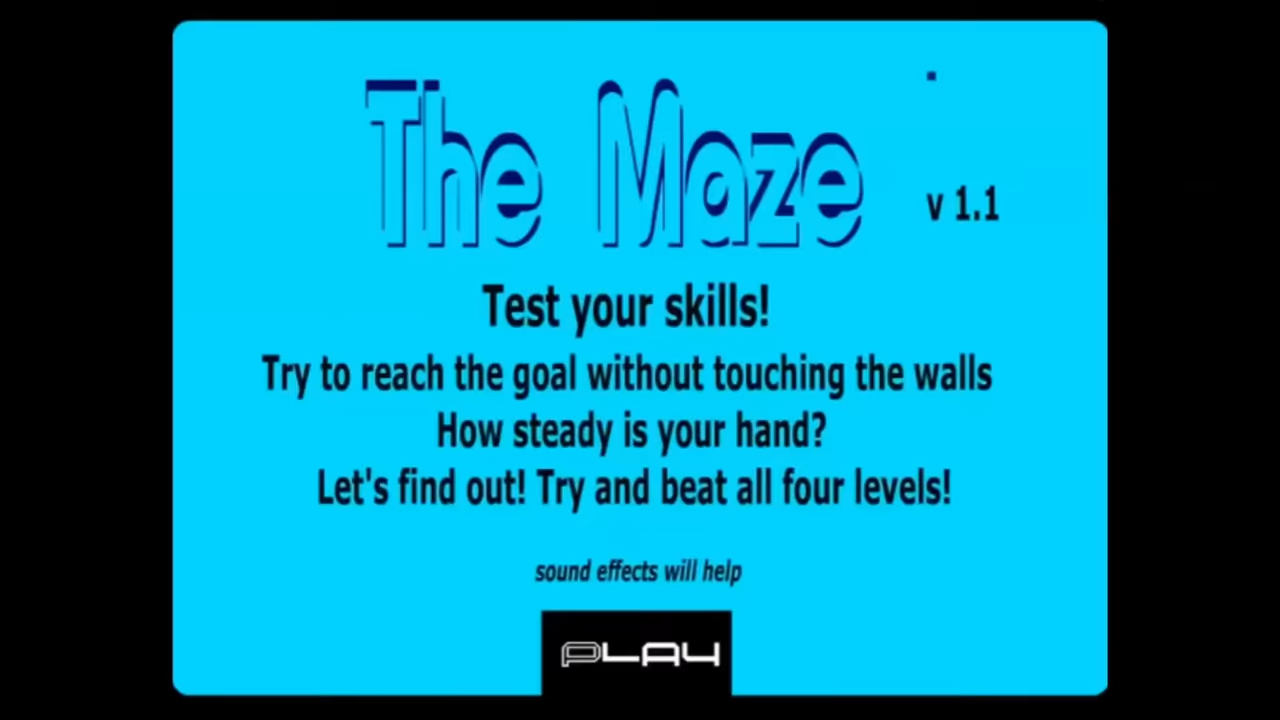 The Maze
v 1.1
Test your skills!
Try to reach the goal without touching the walls
How steady is your hand?
Let's find out! Try and beat all four levels!
sound effects will help
PLAY